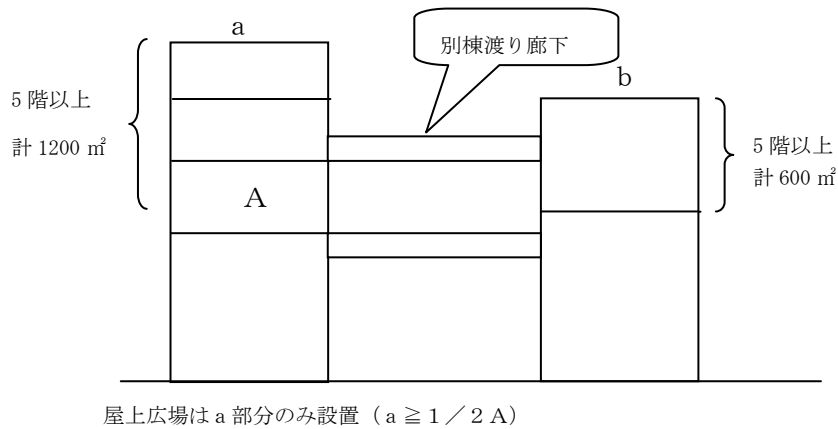 a
別棟渡り廊下
b
5 階以上
計 1200 ㎡
5 階以上
計 600 ㎡
A
屋上広場は a 部分のみ設置（ a ≧ 1／2 A）